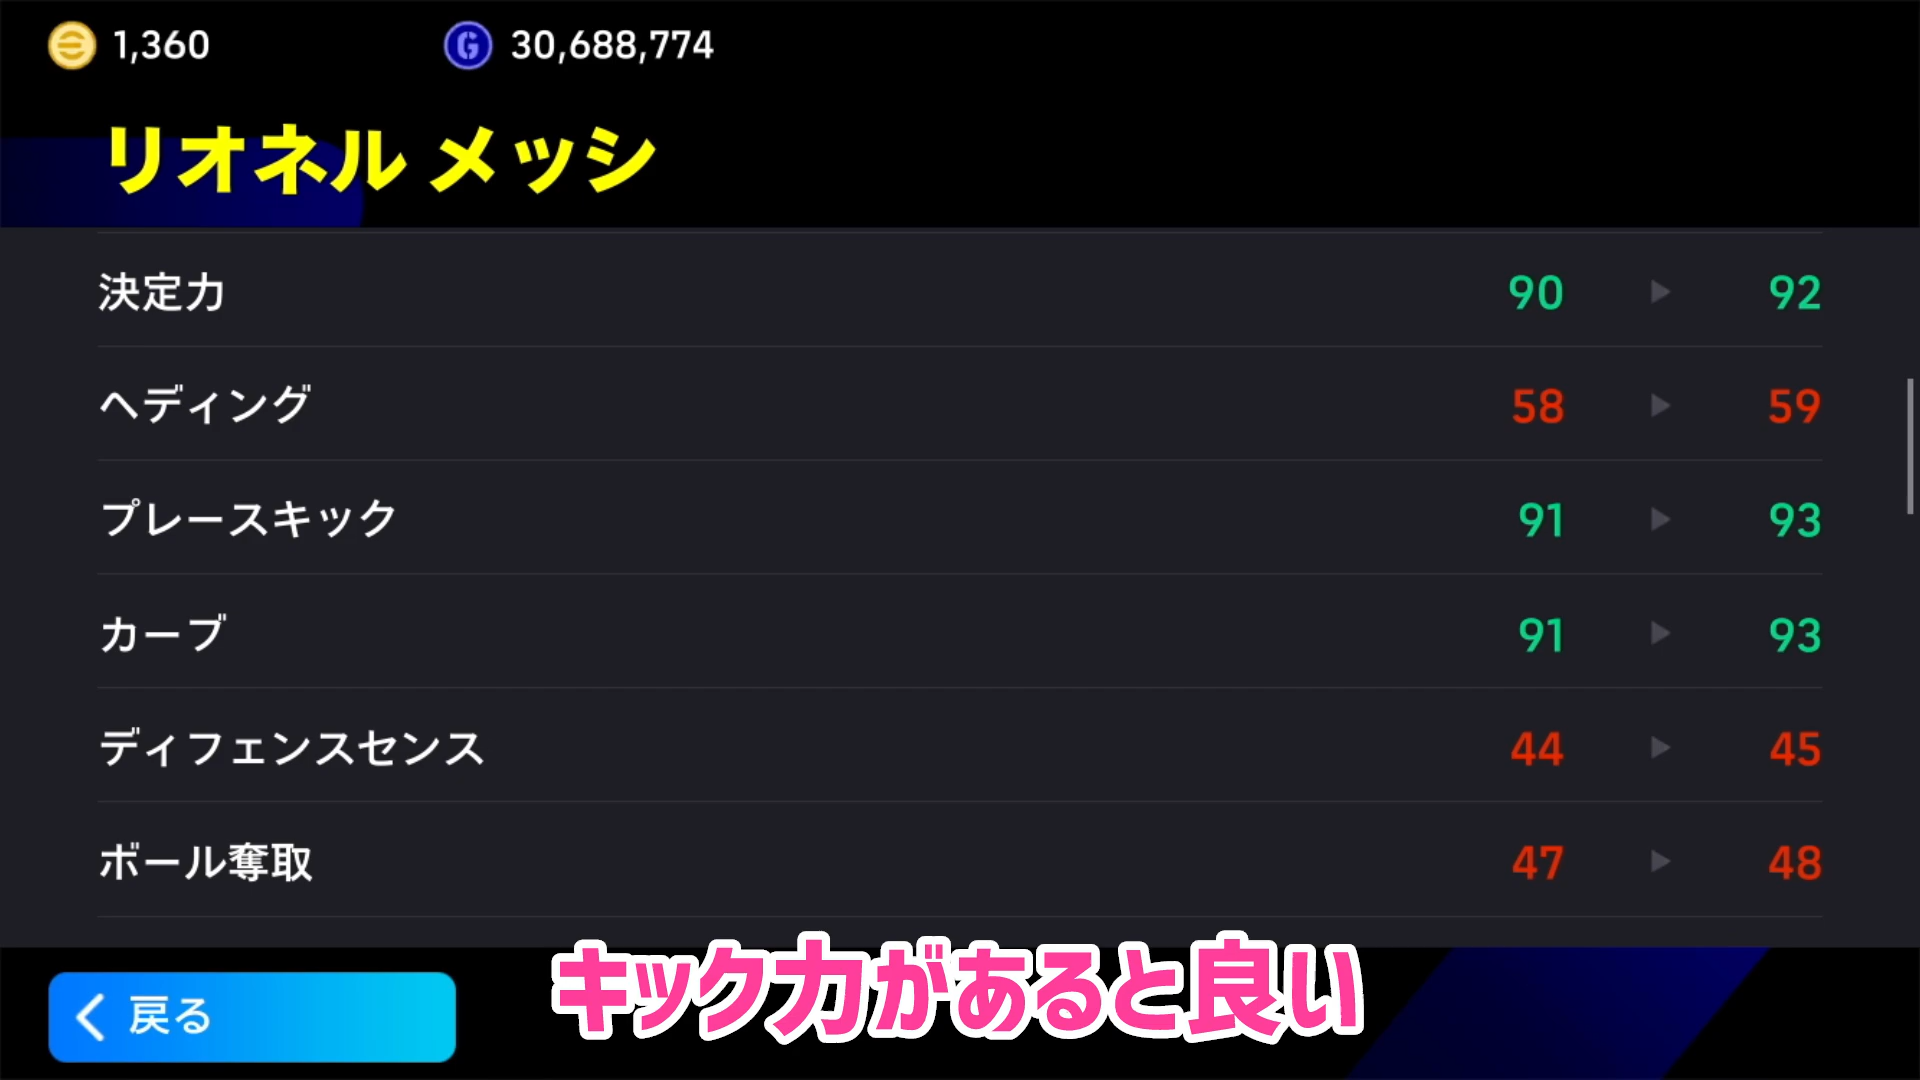 1,360 30,688,774
リオネル メッシ
決定力 90 ▶ 92
ヘディング 58 ▶ 59
プレースキック 91 ▶ 93
カーブ 91 ▶ 93
ディフェンスセンス 44 ▶ 45
ボール奪取 47 ▶ 48
キック力があると良い
戻る